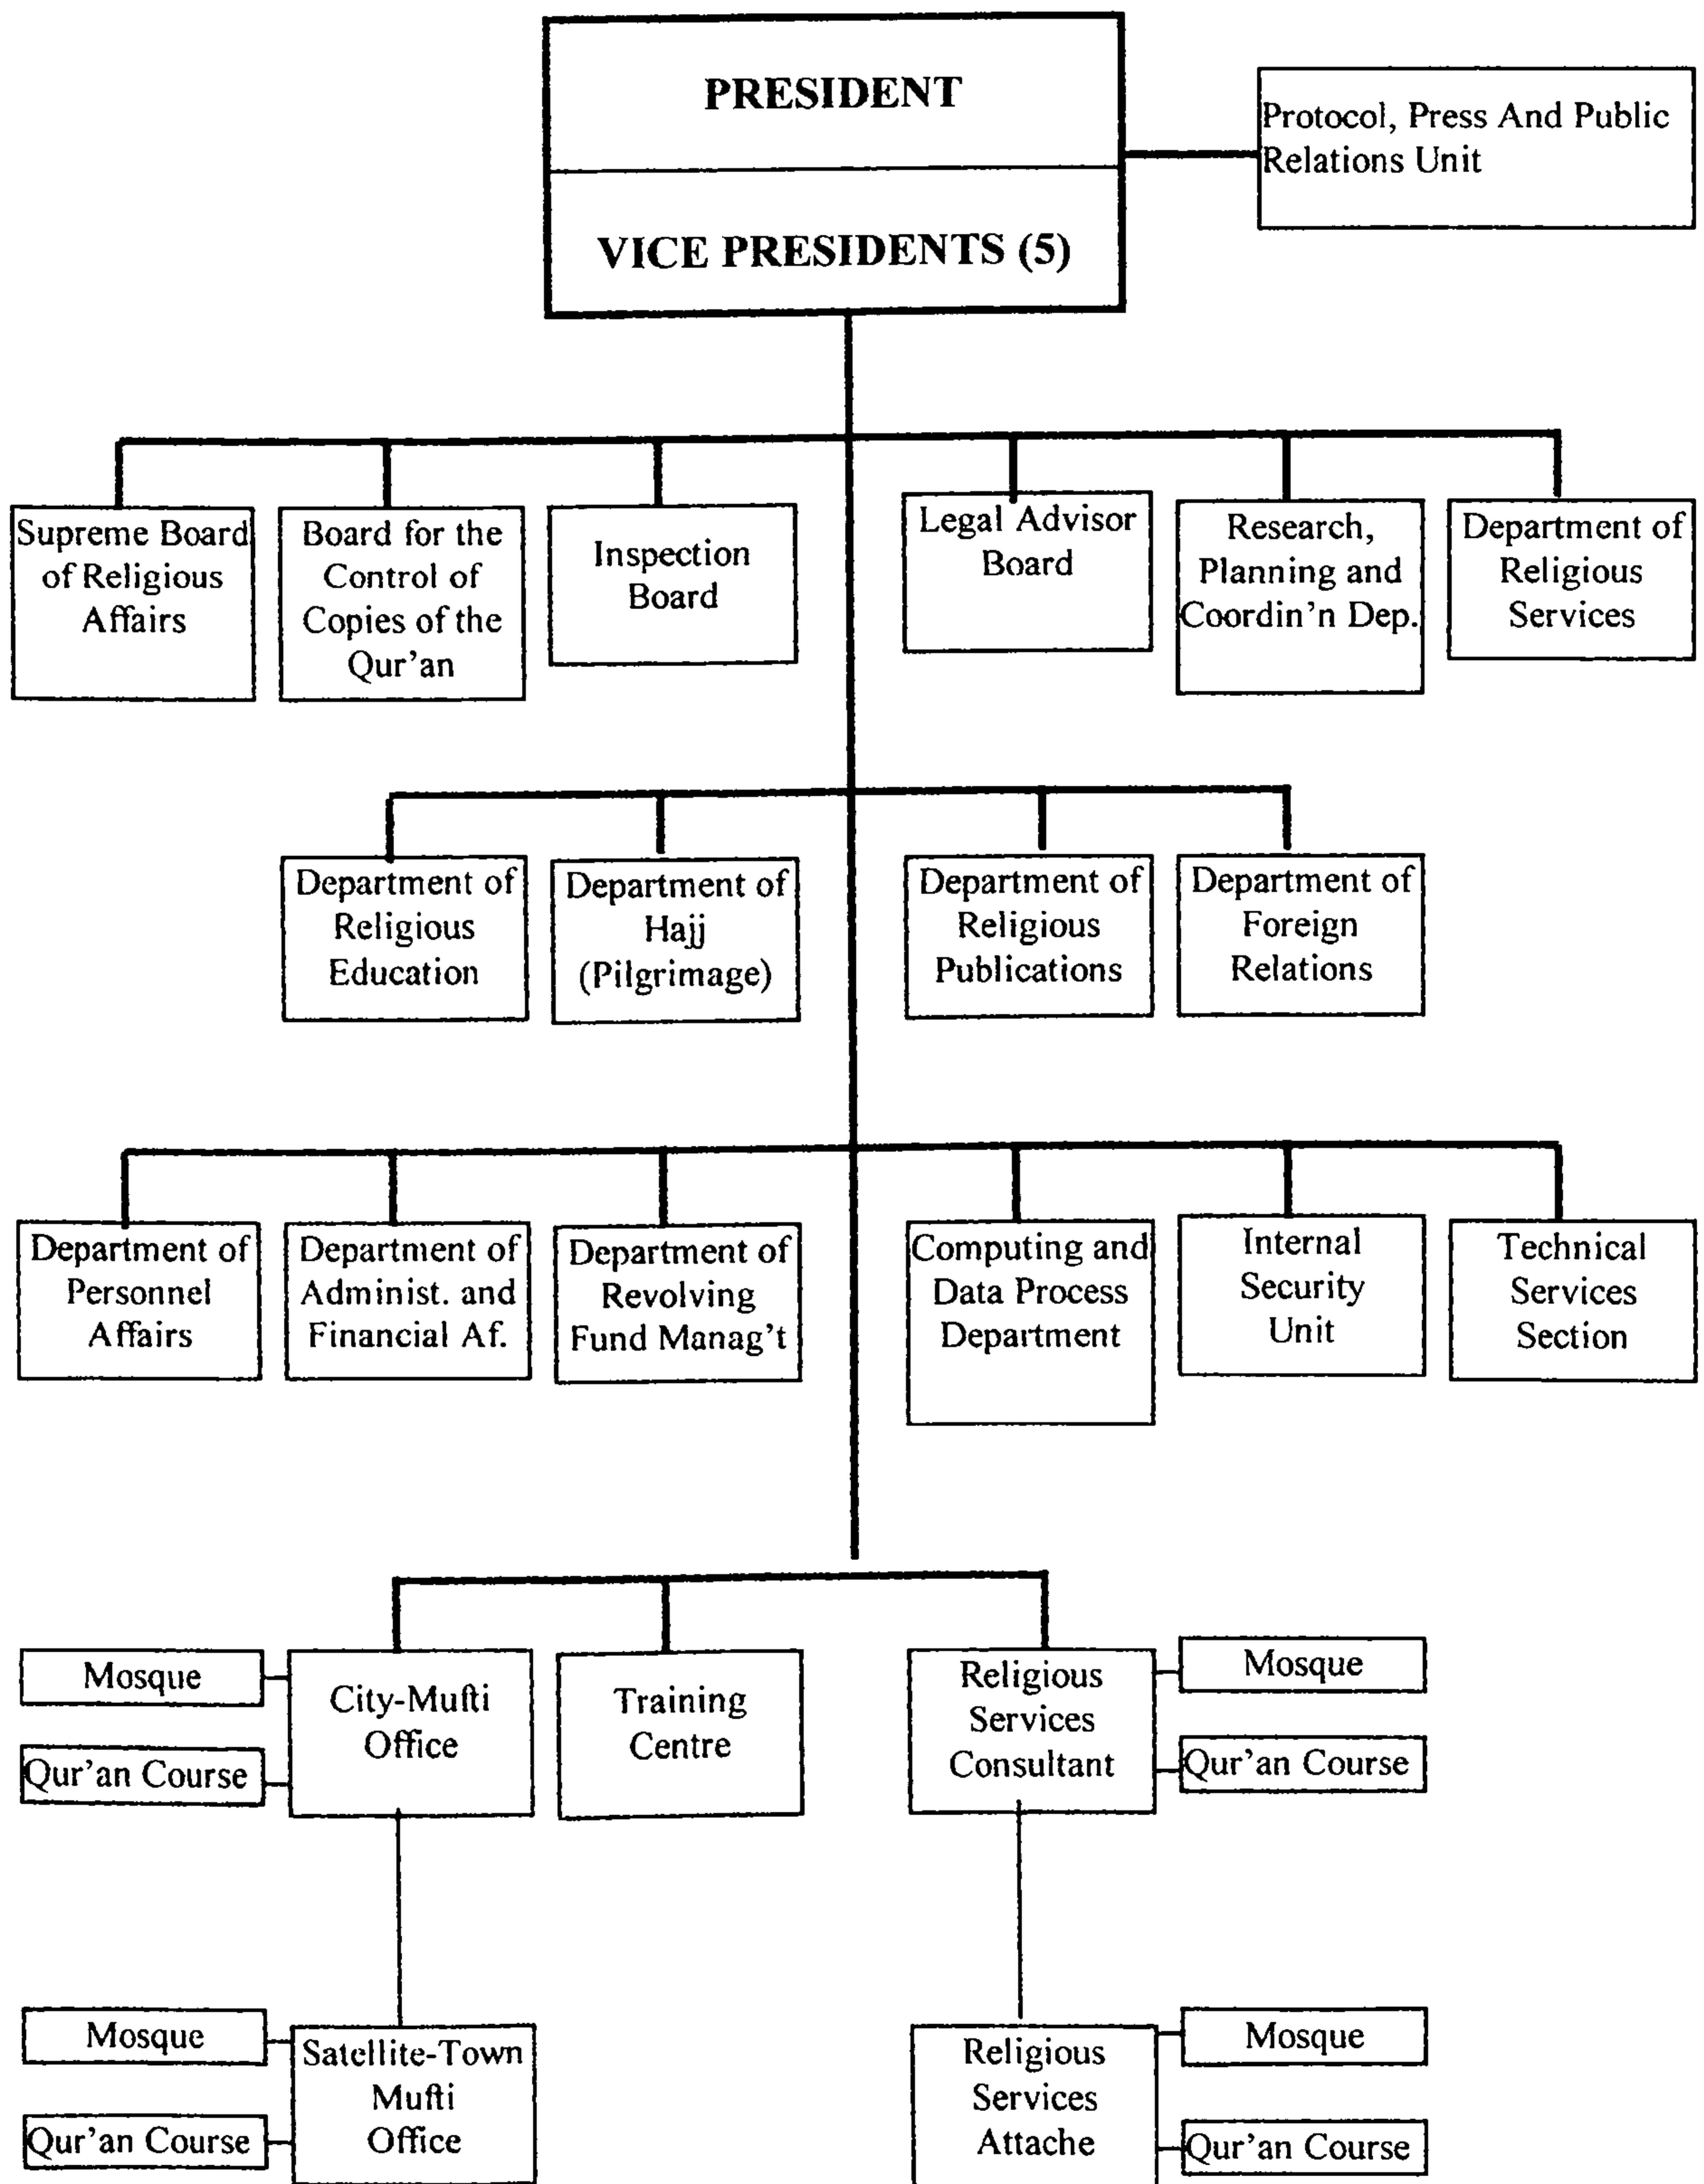 PRESIDENT
VICE PRESIDENTS (5)
Protocol, Press And Public
Relations Unit
Supreme Board
of Religious
Affairs
Board for the
Control of
Copies of the
Qur'an
Inspection
Board
Legal Advisor
Board
Research,
Planning and
Coordin'n Dep.
Department of
Religious
Services
Department of
Religious
Education
Department of
Hajj
(Pilgrimage)
Department of
Religious
Publications
Department of
Foreign
Relations
Department of
Personnel
Affairs
Department of
Administ. and
Financial Af.
Department of
Revolving
Fund Manag't
Computing and
Data Process
Department
Internal
Security
Unit
Technical
Services
Section
Mosque
Qur'an Course
City-Mufti
Office
Training
Centre
Religious
Services
Consultant
Mosque
Qur'an Course
Mosque
Qur'an Course
Satellite-Town
Mufti
Office
Religious
Services
Attache
Mosque
Qur'an Course